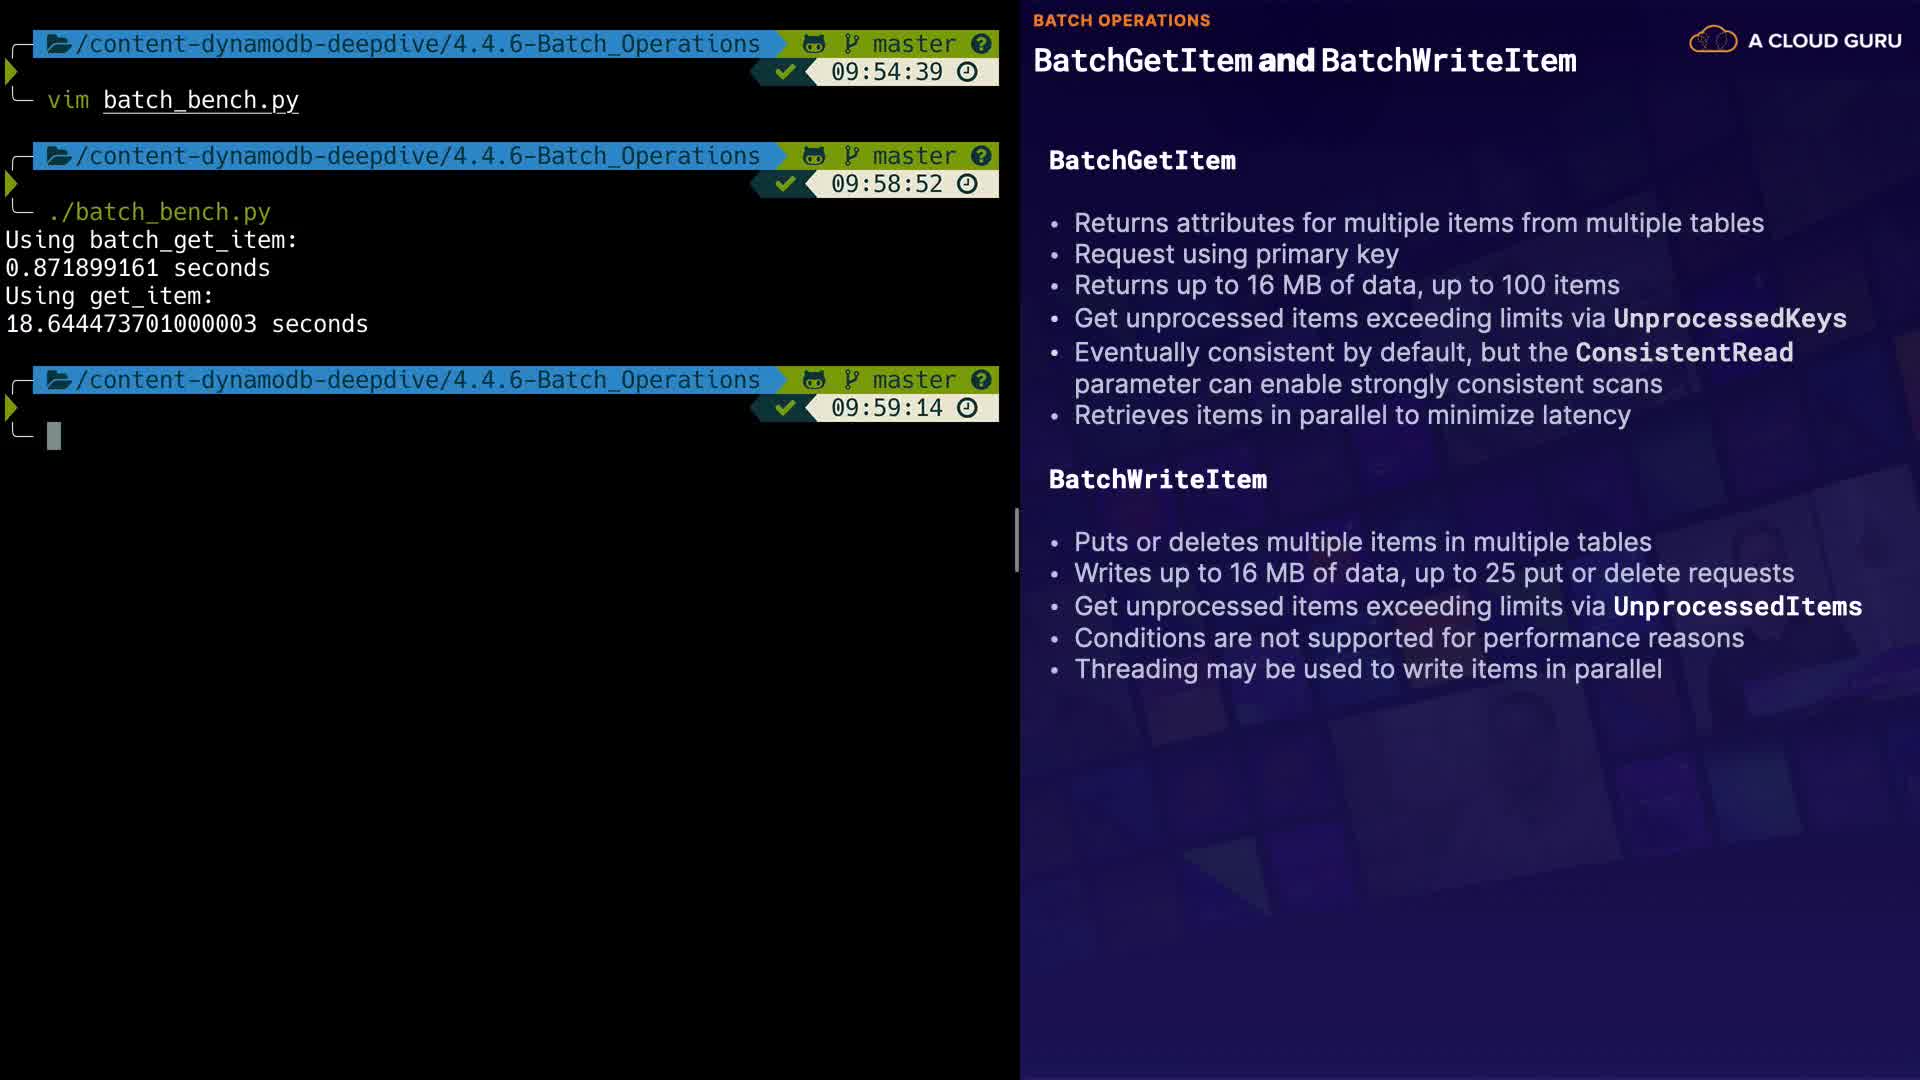 /content-dynamodb-deepdive/4.4.6-Batch_Operations master ?
09:54:39
vim batch_bench.py
/content-dynamodb-deepdive/4.4.6-Batch_Operations master ?
09:58:52
./batch_bench.py
Using batch_get_item:
0.871899161 seconds
Using get_item:
18.644473701000003 seconds
/content-dynamodb-deepdive/4.4.6-Batch_Operations master ?
09:59:14
BATCH OPERATIONS
BatchGetItem and BatchWriteItem
A CLOUD GURU
BatchGetItem
• Returns attributes for multiple items from multiple tables
• Request using primary key
• Returns up to 16 MB of data, up to 100 items
• Get unprocessed items exceeding limits via UnprocessedKeys
• Eventually consistent by default, but the ConsistentRead
parameter can enable strongly consistent scans
• Retrieves items in parallel to minimize latency
BatchWriteItem
• Puts or deletes multiple items in multiple tables
• Writes up to 16 MB of data, up to 25 put or delete requests
• Get unprocessed items exceeding limits via UnprocessedItems
• Conditions are not supported for performance reasons
• Threading may be used to write items in parallel